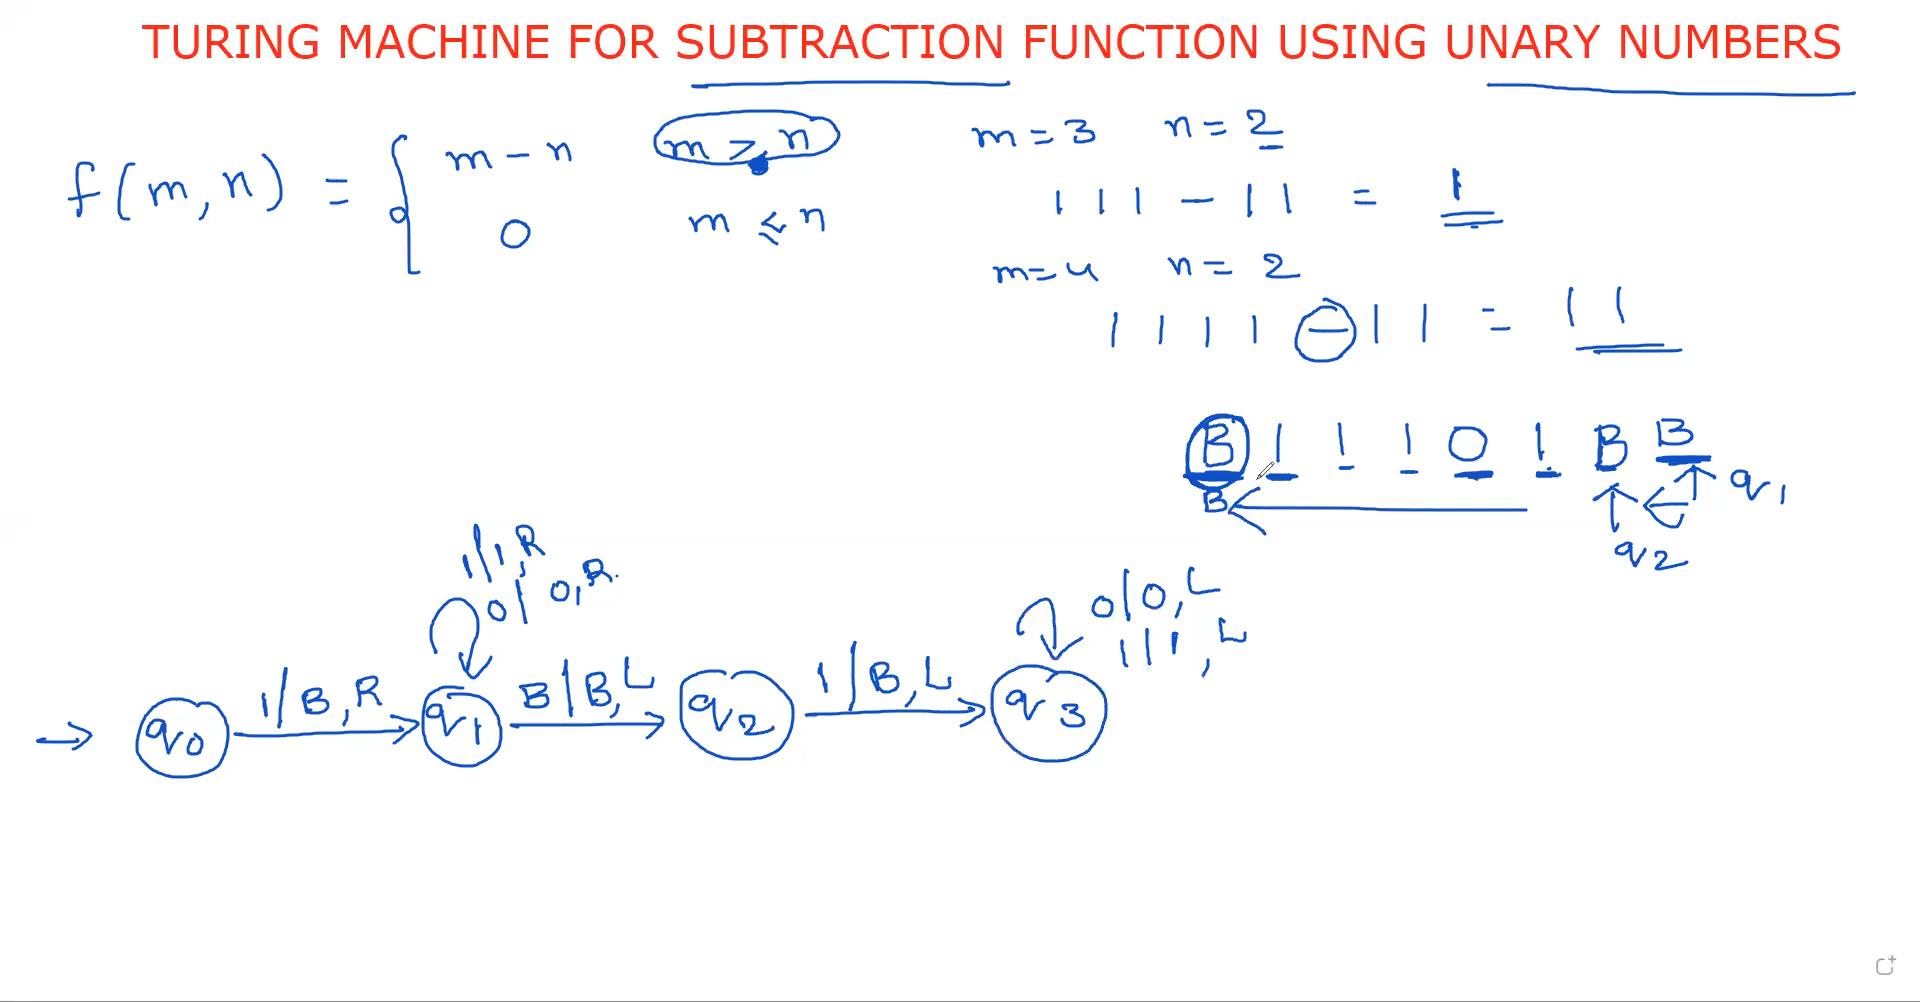 TURING MACHINE FOR SUBTRACTION FUNCTION USING UNARY NUMBERS
f(m,n) = { m - n    m > n
0    m ≤ n
m = 3    n = 2
1 1 1 - 1 1 = 1
m = 4    n = 2
1 1 1 1 - 1 1 = 1 1
B 1 1 1 0 1 B B
B
q1
q2
1/1,R
0/0,R
0/0,L
1/1,L
q0 1/B,R q1 B/B,L q2 1/B,L q3